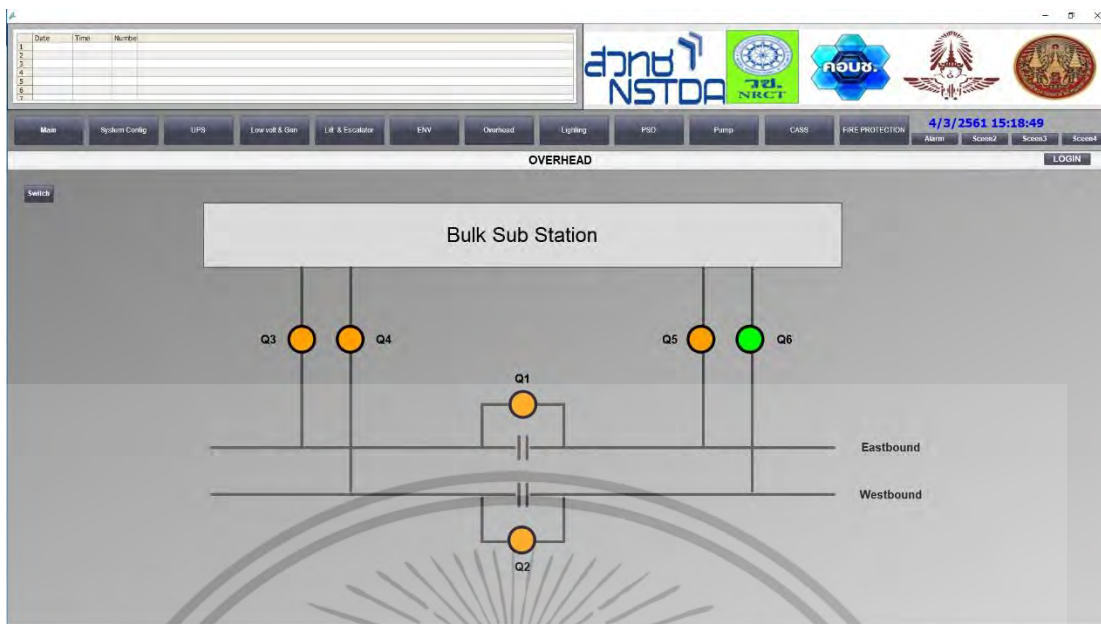 Date Time Numbe
1
2
3
4
5
6
7
สวทช
NSTDA
วช.
NRCT
คอบช.
Main System Config UPS Low volt & Gen Lift & Escalator ENV Overhead Lighting PSD Pump CASS FIRE PROTECTION
4/3/2561 15:18:49
Alarm Sceen2 Sceen3 Sceen4
OVERHEAD
LOGIN
Switch
Bulk Sub Station
Q3 Q4 Q5 Q6
Q1
Eastbound
Westbound
Q2